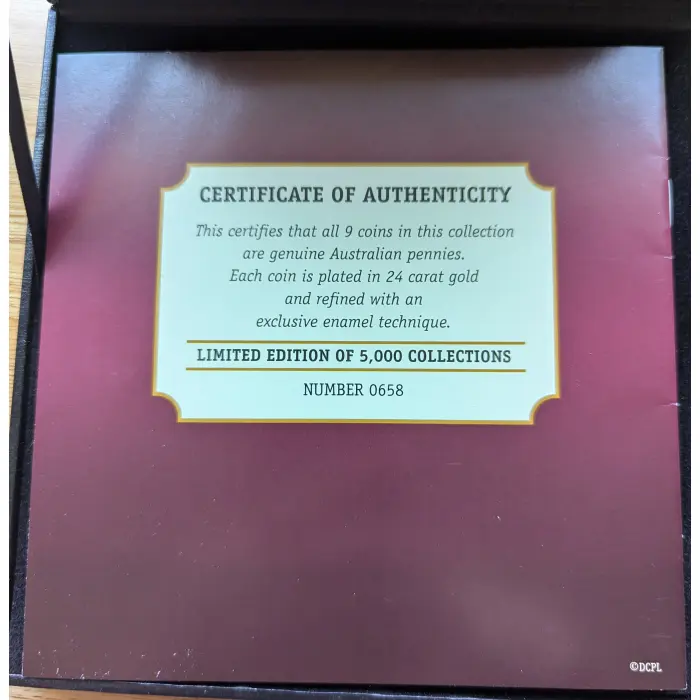 CERTIFICATE OF AUTHENTICITY
This certifies that all 9 coins in this collection
are genuine Australian pennies.
Each coin is plated in 24 carat gold
and refined with an
exclusive enamel technique.
LIMITED EDITION OF 5,000 COLLECTIONS
NUMBER 0658
©DCPL